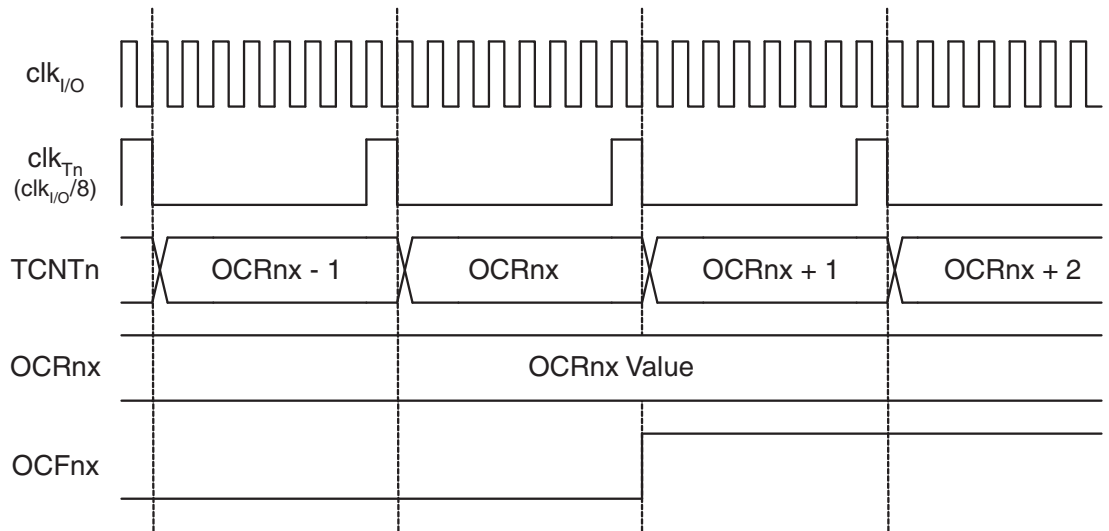 clkI/O
clkTn
(clkI/O/8)
TCNTn
OCRnx - 1
OCRnx
OCRnx + 1
OCRnx + 2
OCRnx
OCRnx Value
OCFnx